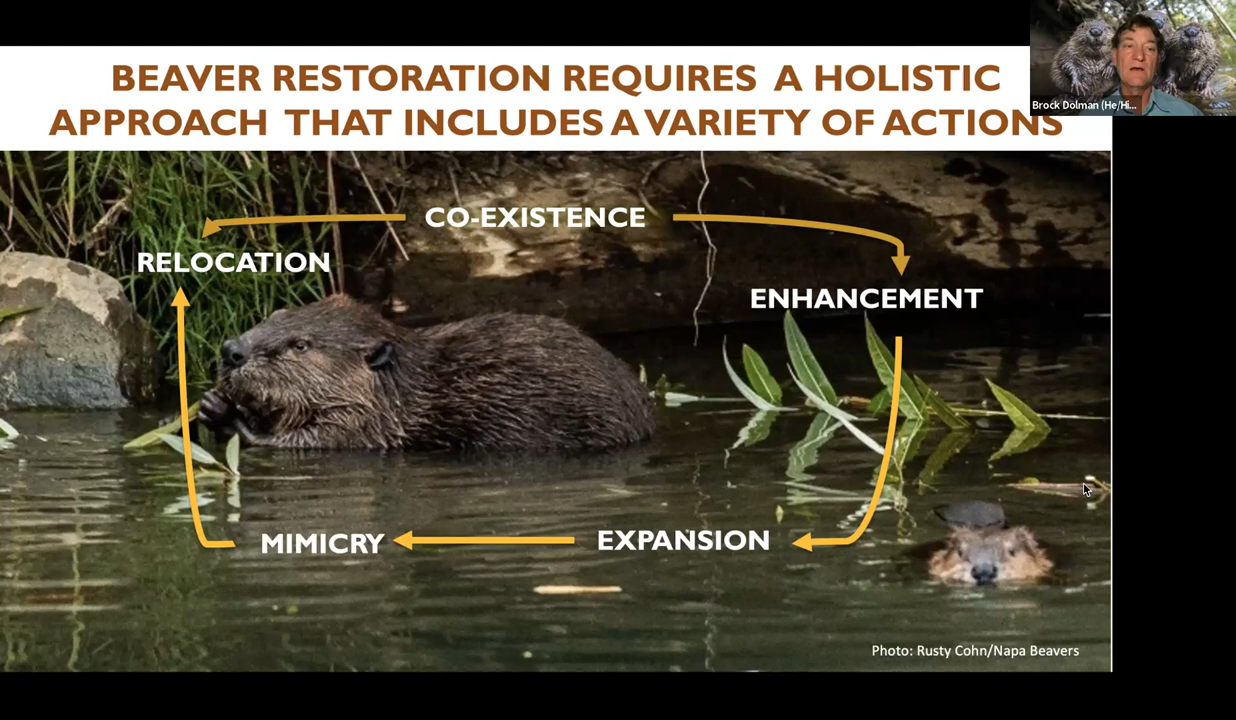 BEAVER RESTORATION REQUIRES A HOLISTIC
APPROACH THAT INCLUDES A VARIETY OF ACTIONS
Brock Dolman (He/Hi...
CO-EXISTENCE
RELOCATION
ENHANCEMENT
MIMICRY
EXPANSION
Photo: Rusty Cohn/Napa Beavers